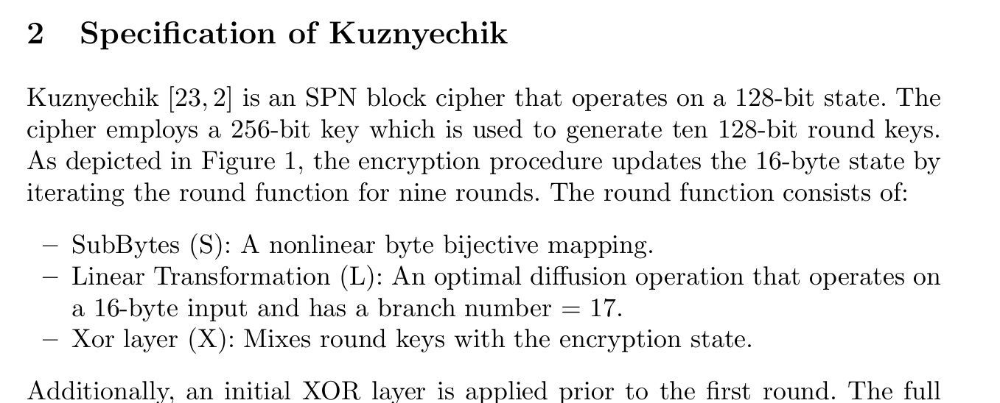 2 Specification of Kuznyechik
Kuznyechik [23, 2] is an SPN block cipher that operates on a 128-bit state. The
cipher employs a 256-bit key which is used to generate ten 128-bit round keys.
As depicted in Figure 1, the encryption procedure updates the 16-byte state by
iterating the round function for nine rounds. The round function consists of:
– SubBytes (S): A nonlinear byte bijective mapping.
– Linear Transformation (L): An optimal diffusion operation that operates on
a 16-byte input and has a branch number = 17.
– Xor layer (X): Mixes round keys with the encryption state.
Additionally, an initial XOR layer is applied prior to the first round. The full